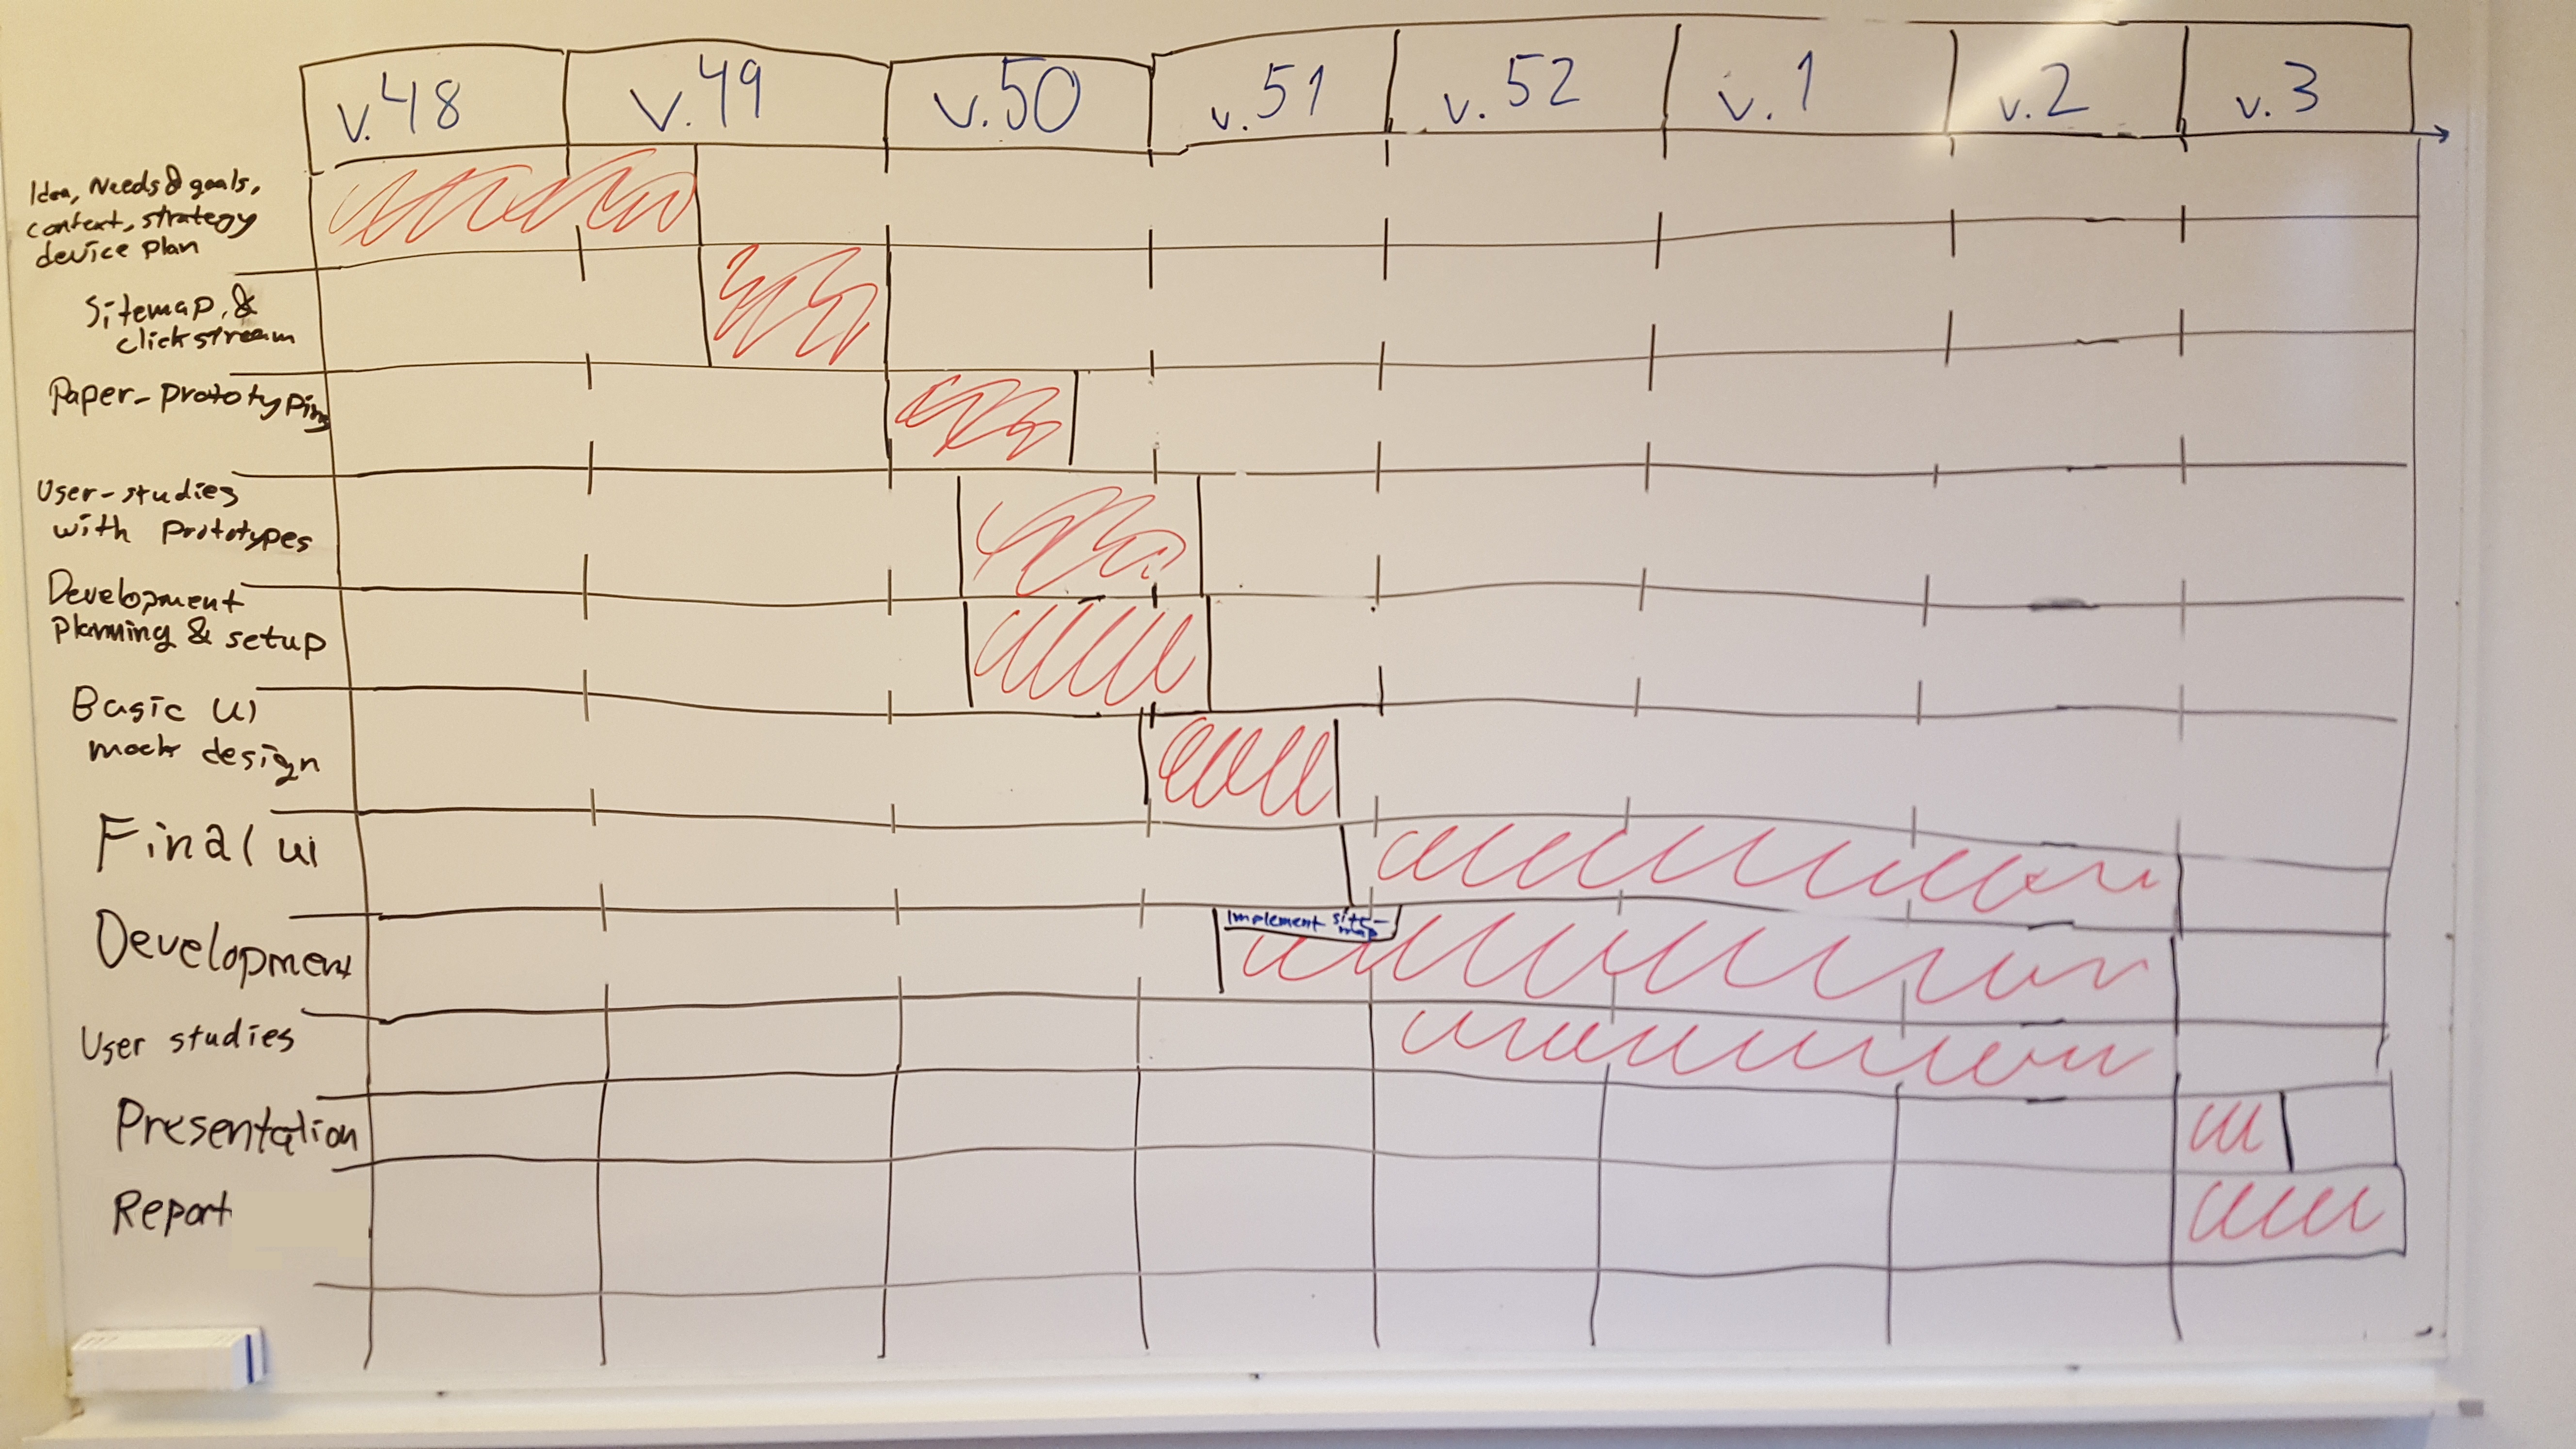 v.48 v.49 v.50 v.51 v.52 v.1 v.2 v.3
Idea, Needs & goals,
context, strategy
device plan
Sitemap, &
clickstream
Paper-prototyping
User-studies
with Prototypes
Development
planning & setup
Basic ui
mock design
Final ui
Implement site-
map
Development
User studies
Presentation
Report